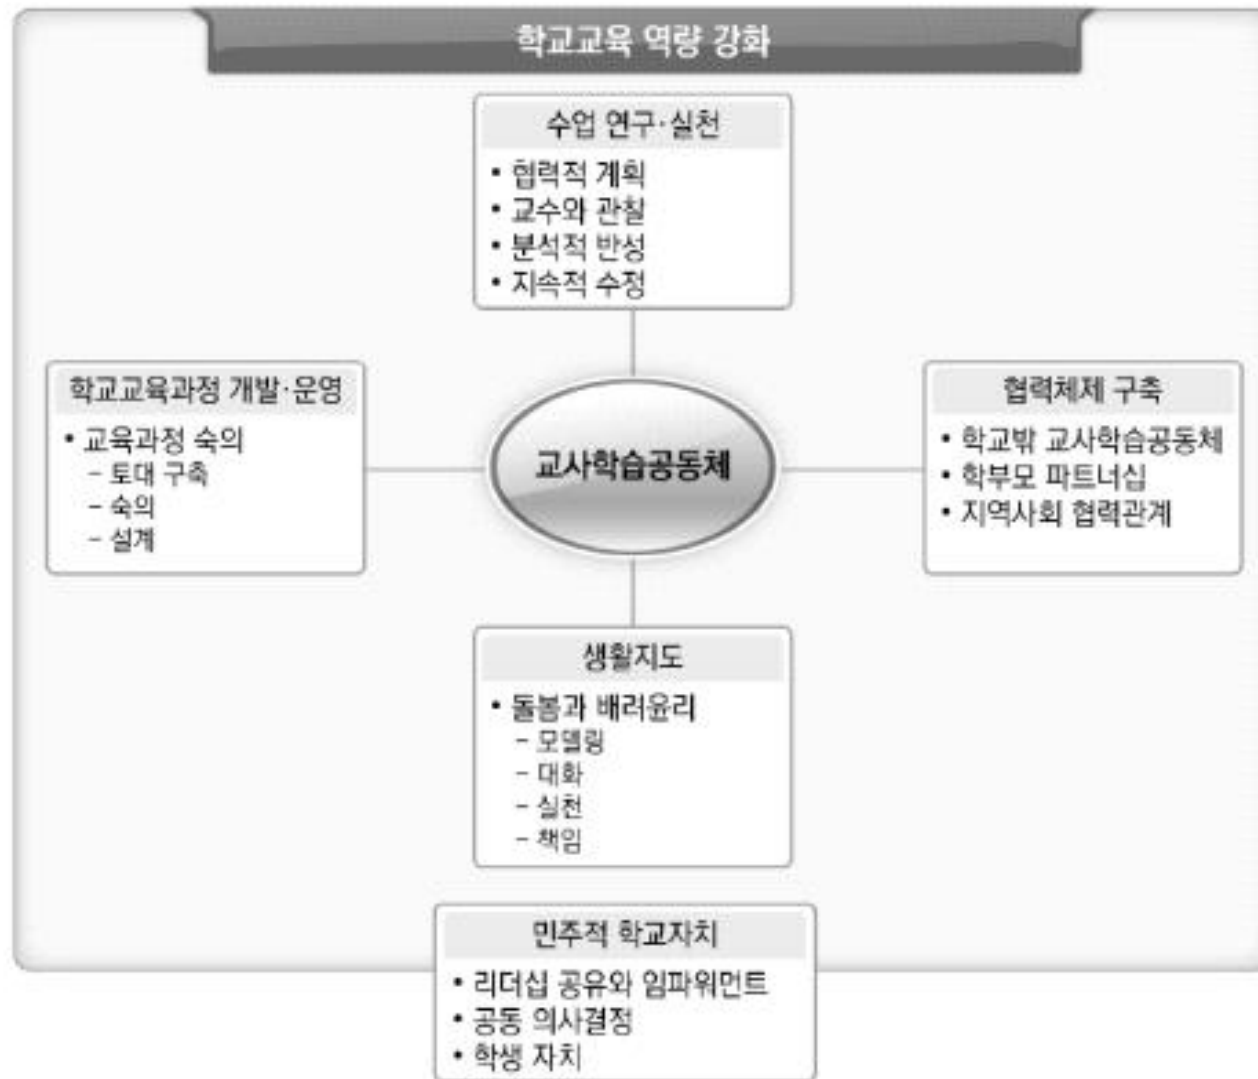 학교교육 역량 강화
수업 연구·실천
• 협력적 계획
• 교수와 관찰
• 분석적 반성
• 지속적 수정
학교교육과정 개발·운영
• 교육과정 숙의
– 토대 구축
– 숙의
– 설계
교사학습공동체
협력체제 구축
• 학교밖 교사학습공동체
• 학부모 파트너십
• 지역사회 협력관계
생활지도
• 돌봄과 배러윤리
– 모델링
– 대화
– 실천
– 책임
민주적 학교자치
• 리더십 공유와 임파워먼트
• 공동 의사결정
• 학생 자치